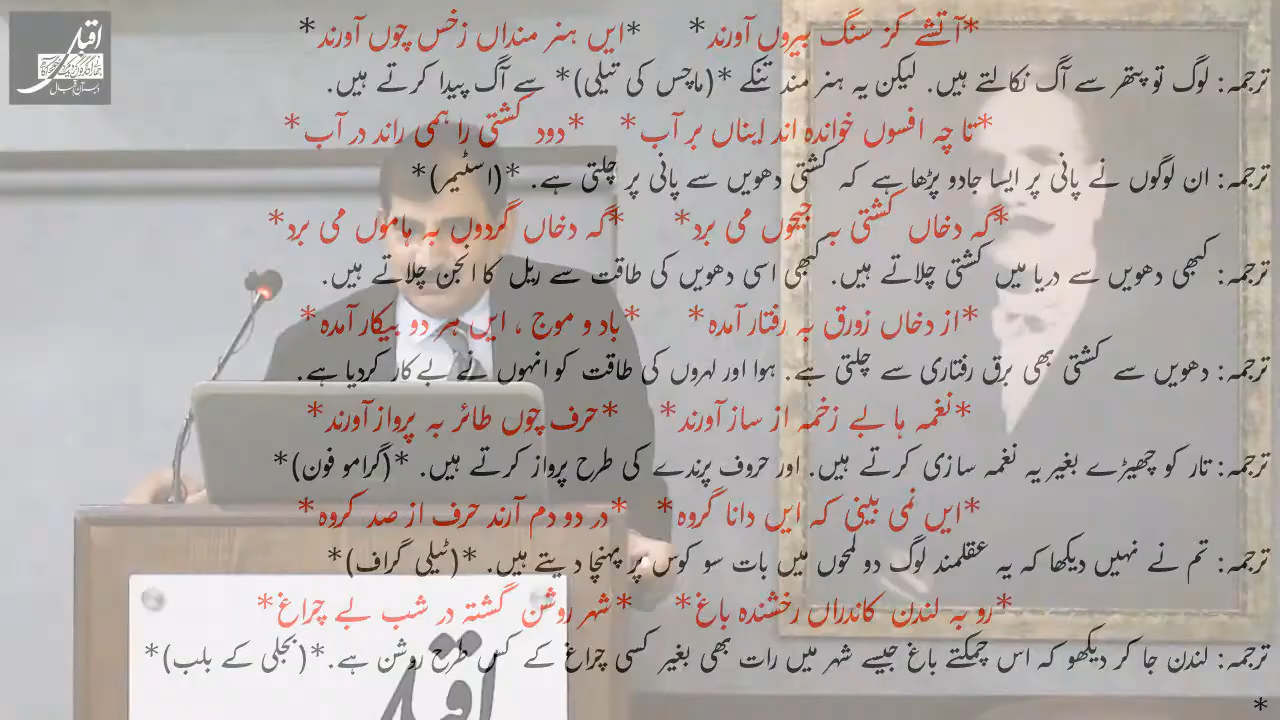 اقبال
دبستانِ اقبال
*آتشے کز سنگ بیروں آورند* *ایں ہنر منداں زخس چوں آورند*
ترجمہ: لوگ تو پتھر سے آگ نکالتے ہیں. لیکن یہ ہنر مند تنکے *(ماچس کی تیلی)* سے آگ پیدا کرتے ہیں.
*تا چہ افسوں خواندہ اند ایناں بر آب* *دود کشتی را ہمی راند در آب*
ترجمہ: ان لوگوں نے پانی پر ایسا جادو پڑھا ہے کہ کشتی دھویں سے پانی پر چلتی ہے. *(اسٹیمر)*
*گہ دخاں کشتی بہ جیحوں می برد* *گہ دخاں گردوں بہ ہاموں می برد*
ترجمہ: کبھی دھویں سے دریا میں کشتی چلاتے ہیں. کبھی اسی دھویں کی طاقت سے ریل کا انجن چلاتے ہیں.
*از دخاں زورق بہ رفتار آمدہ* *باد و موج ، ایں ہر دو بیکار آمدہ*
ترجمہ: دھویں سے کشتی بھی برق رفتاری سے چلتی ہے. ہوا اور لہروں کی طاقت کو انہوں نے بے کار کردیا ہے.
*نغمہ ہا بے زخمہ از ساز آورند* *حرف چوں طائر بہ پرواز آورند*
ترجمہ: تار کو چھیڑے بغیر یہ نغمہ سازی کرتے ہیں. اور حروف پرندے کی طرح پرواز کرتے ہیں. *(گرامو فون)*
*ایں نمی بینی کہ ایں دانا گروہ* *در دو دم آرند حرف از صد کروہ*
ترجمہ: تم نے نہیں دیکھا کہ یہ عقلمند لوگ دو لمحوں میں بات سو کوس پر پہنچا دیتے ہیں. *(ٹیلی گراف)*
*رو بہ لندن کاندراں رخشندہ باغ* *شہر روشن گشتہ در شب بے چراغ*
ترجمہ: لندن جا کر دیکھو کہ اس چمکتے باغ جیسے شہر میں رات بھی بغیر کسی چراغ کے کس طرح روشن ہے.*(بجلی کے بلب)*
*
اقبال